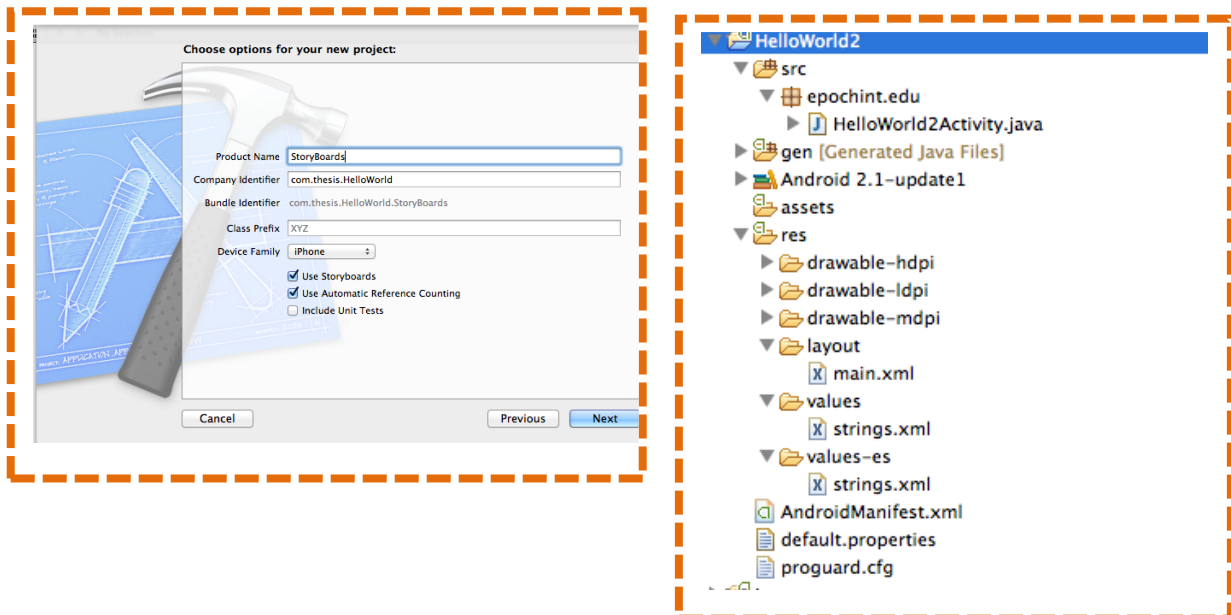 Choose options for your new project:
Product Name StoryBoards
Company Identifier com.thesis.HelloWorld
Bundle Identifier com.thesis.HelloWorld.StoryBoards
Class Prefix XYZ
Device Family iPhone
Use Storyboards
Use Automatic Reference Counting
Include Unit Tests
Cancel Previous Next
HelloWorld2
src
epochint.edu
HelloWorld2Activity.java
gen [Generated Java Files]
Android 2.1-update1
assets
res
drawable-hdpi
drawable-ldpi
drawable-mdpi
layout
main.xml
values
strings.xml
values-es
strings.xml
AndroidManifest.xml
default.properties
proguard.cfg